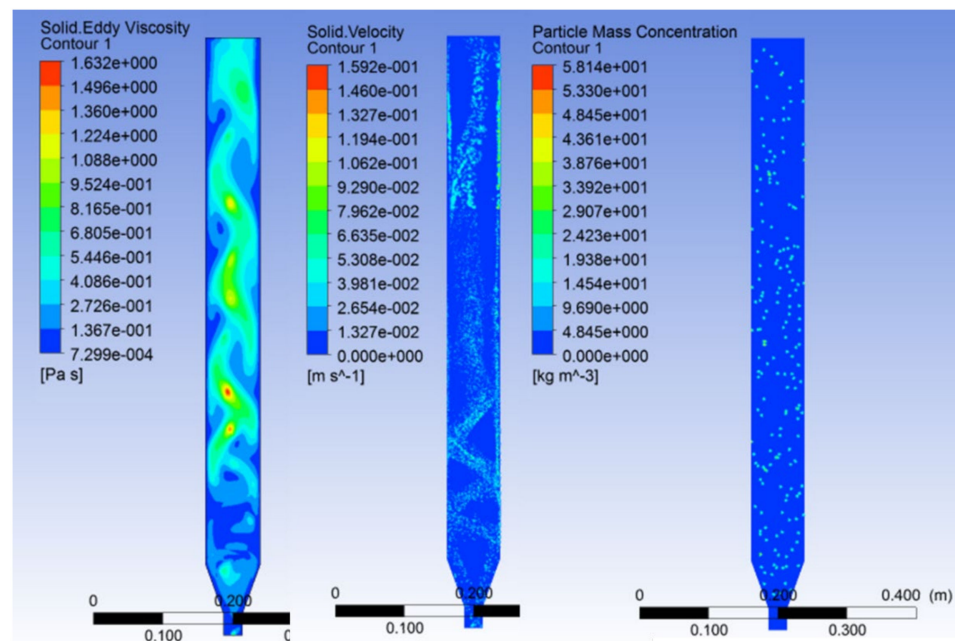 Solid.Eddy Viscosity
Contour 1
1.632e+000
1.496e+000
1.360e+000
1.224e+000
1.088e+000
9.524e-001
8.165e-001
6.805e-001
5.446e-001
4.086e-001
2.726e-001
1.367e-001
7.299e-004
[Pa s]
Solid.Velocity
Contour 1
1.592e-001
1.460e-001
1.327e-001
1.194e-001
1.062e-001
9.290e-002
7.962e-002
6.635e-002
5.308e-002
3.981e-002
2.654e-002
1.327e-002
0.000e+000
[m s^-1]
Particle Mass Concentration
Contour 1
5.814e+001
5.330e+001
4.845e+001
4.361e+001
3.876e+001
3.392e+001
2.907e+001
2.423e+001
1.938e+001
1.454e+001
9.690e+000
4.845e+000
0.000e+000
[kg m^-3]
0 0.200
0.100 0
0 0.200
0.100
0 0.200 0.400 (m)
0.100 0.300